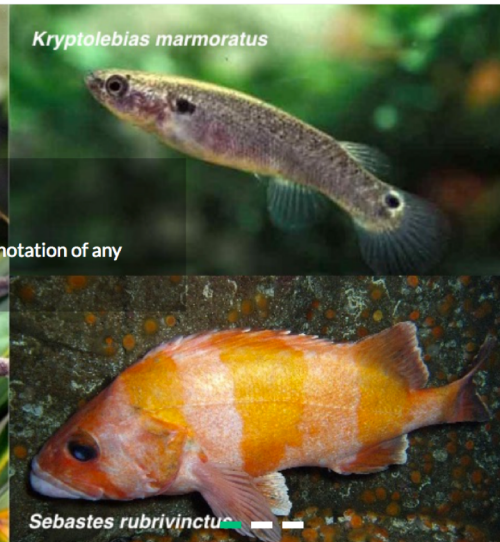 Kryptolebias marmoratus
notation of any
Sebastes rubrivinctus